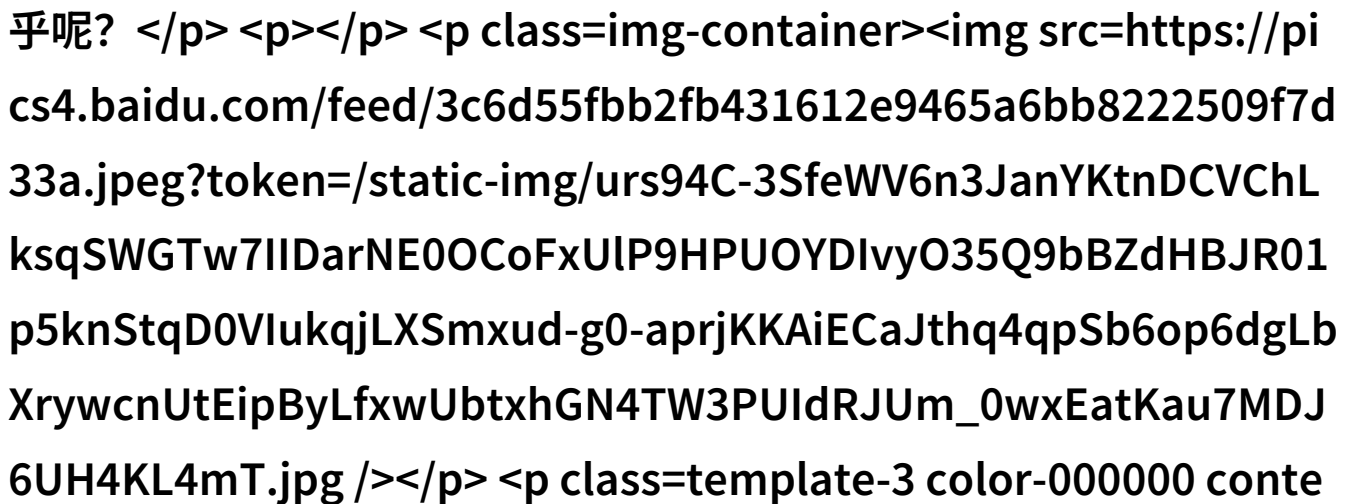 乎呢？</p> <p></p> <p class=img-container><img src=https://pi
cs4.baidu.com/feed/3c6d55fbb2fb431612e9465a6bb8222509f7d
33a.jpeg?token=/static-img/urs94C-3SfeWV6n3JanYKtnDCVChL
ksqSWGTw7IIDarNE0OCoFxUlP9HPUOYDIvyO35Q9bBZdHBJR01
p5knStqD0VIukqjLXSmxud-g0-aprjKKAiECaJthq4qpSb6op6dgLb
XrywcnUtEipByLfxwUbtxhGN4TW3PUIdRJUm_0wxEatKau7MDJ
6UH4KL4mT.jpg /></p> <p class=template-3 color-000000 conte